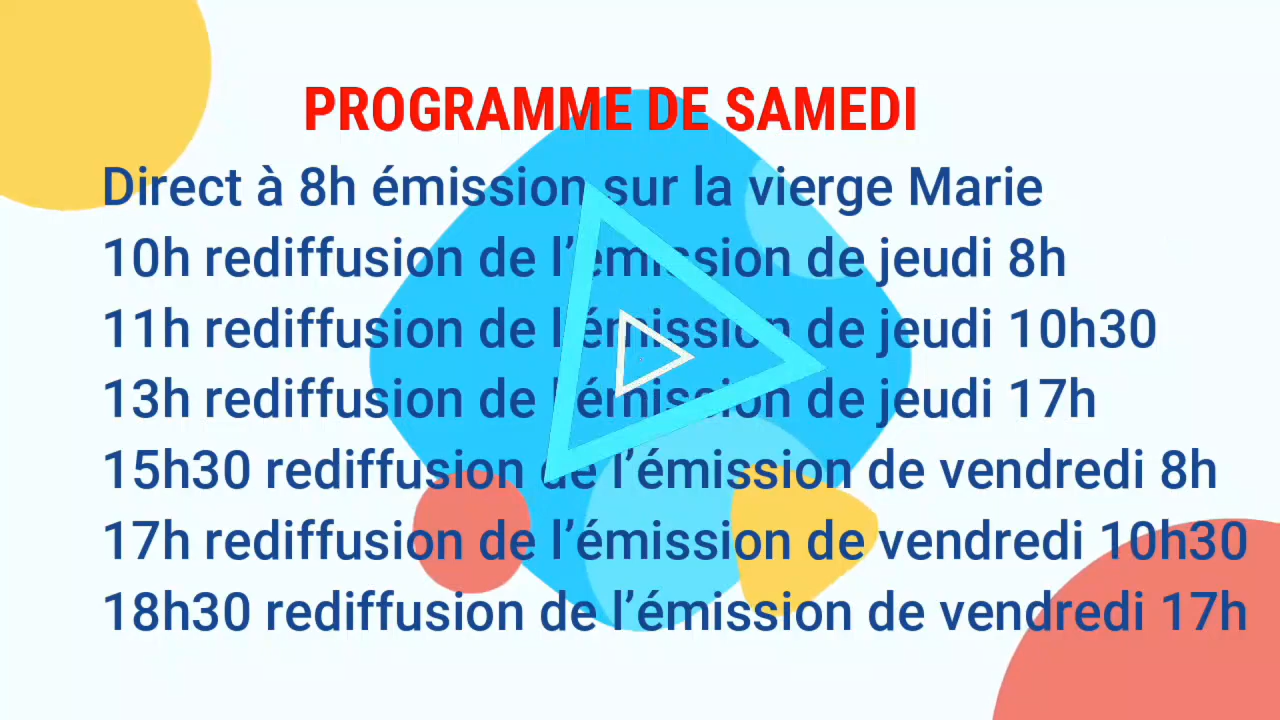 PROGRAMME DE SAMEDI
Direct à 8h émission sur la vierge Marie
10h rediffusion de l’émission de jeudi 8h
11h rediffusion de l’émission de jeudi 10h30
13h rediffusion de l’émission de jeudi 17h
15h30 rediffusion de l’émission de vendredi 8h
17h rediffusion de l’émission de vendredi 10h30
18h30 rediffusion de l’émission de vendredi 17h